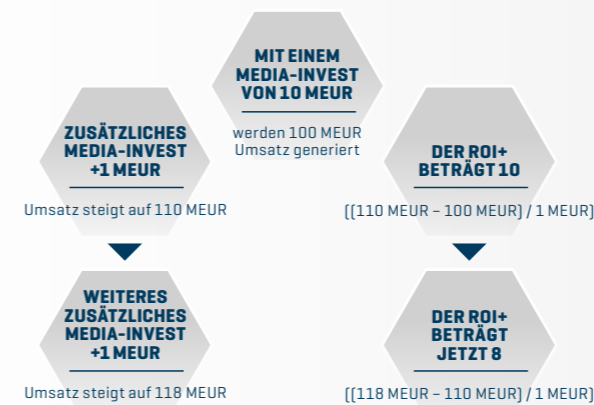 MIT EINEM
MEDIA-INVEST
VON 10 MEUR
werden 100 MEUR
Umsatz generiert
ZUSÄTZLICHES
MEDIA-INVEST
+1 MEUR
Umsatz steigt auf 110 MEUR
DER ROI+
BETRÄGT 10
((110 MEUR – 100 MEUR) / 1 MEUR)
WEITERES
ZUSÄTZLICHES
MEDIA-INVEST
+1 MEUR
Umsatz steigt auf 118 MEUR
DER ROI+
BETRÄGT
JETZT 8
((118 MEUR – 110 MEUR) / 1 MEUR)